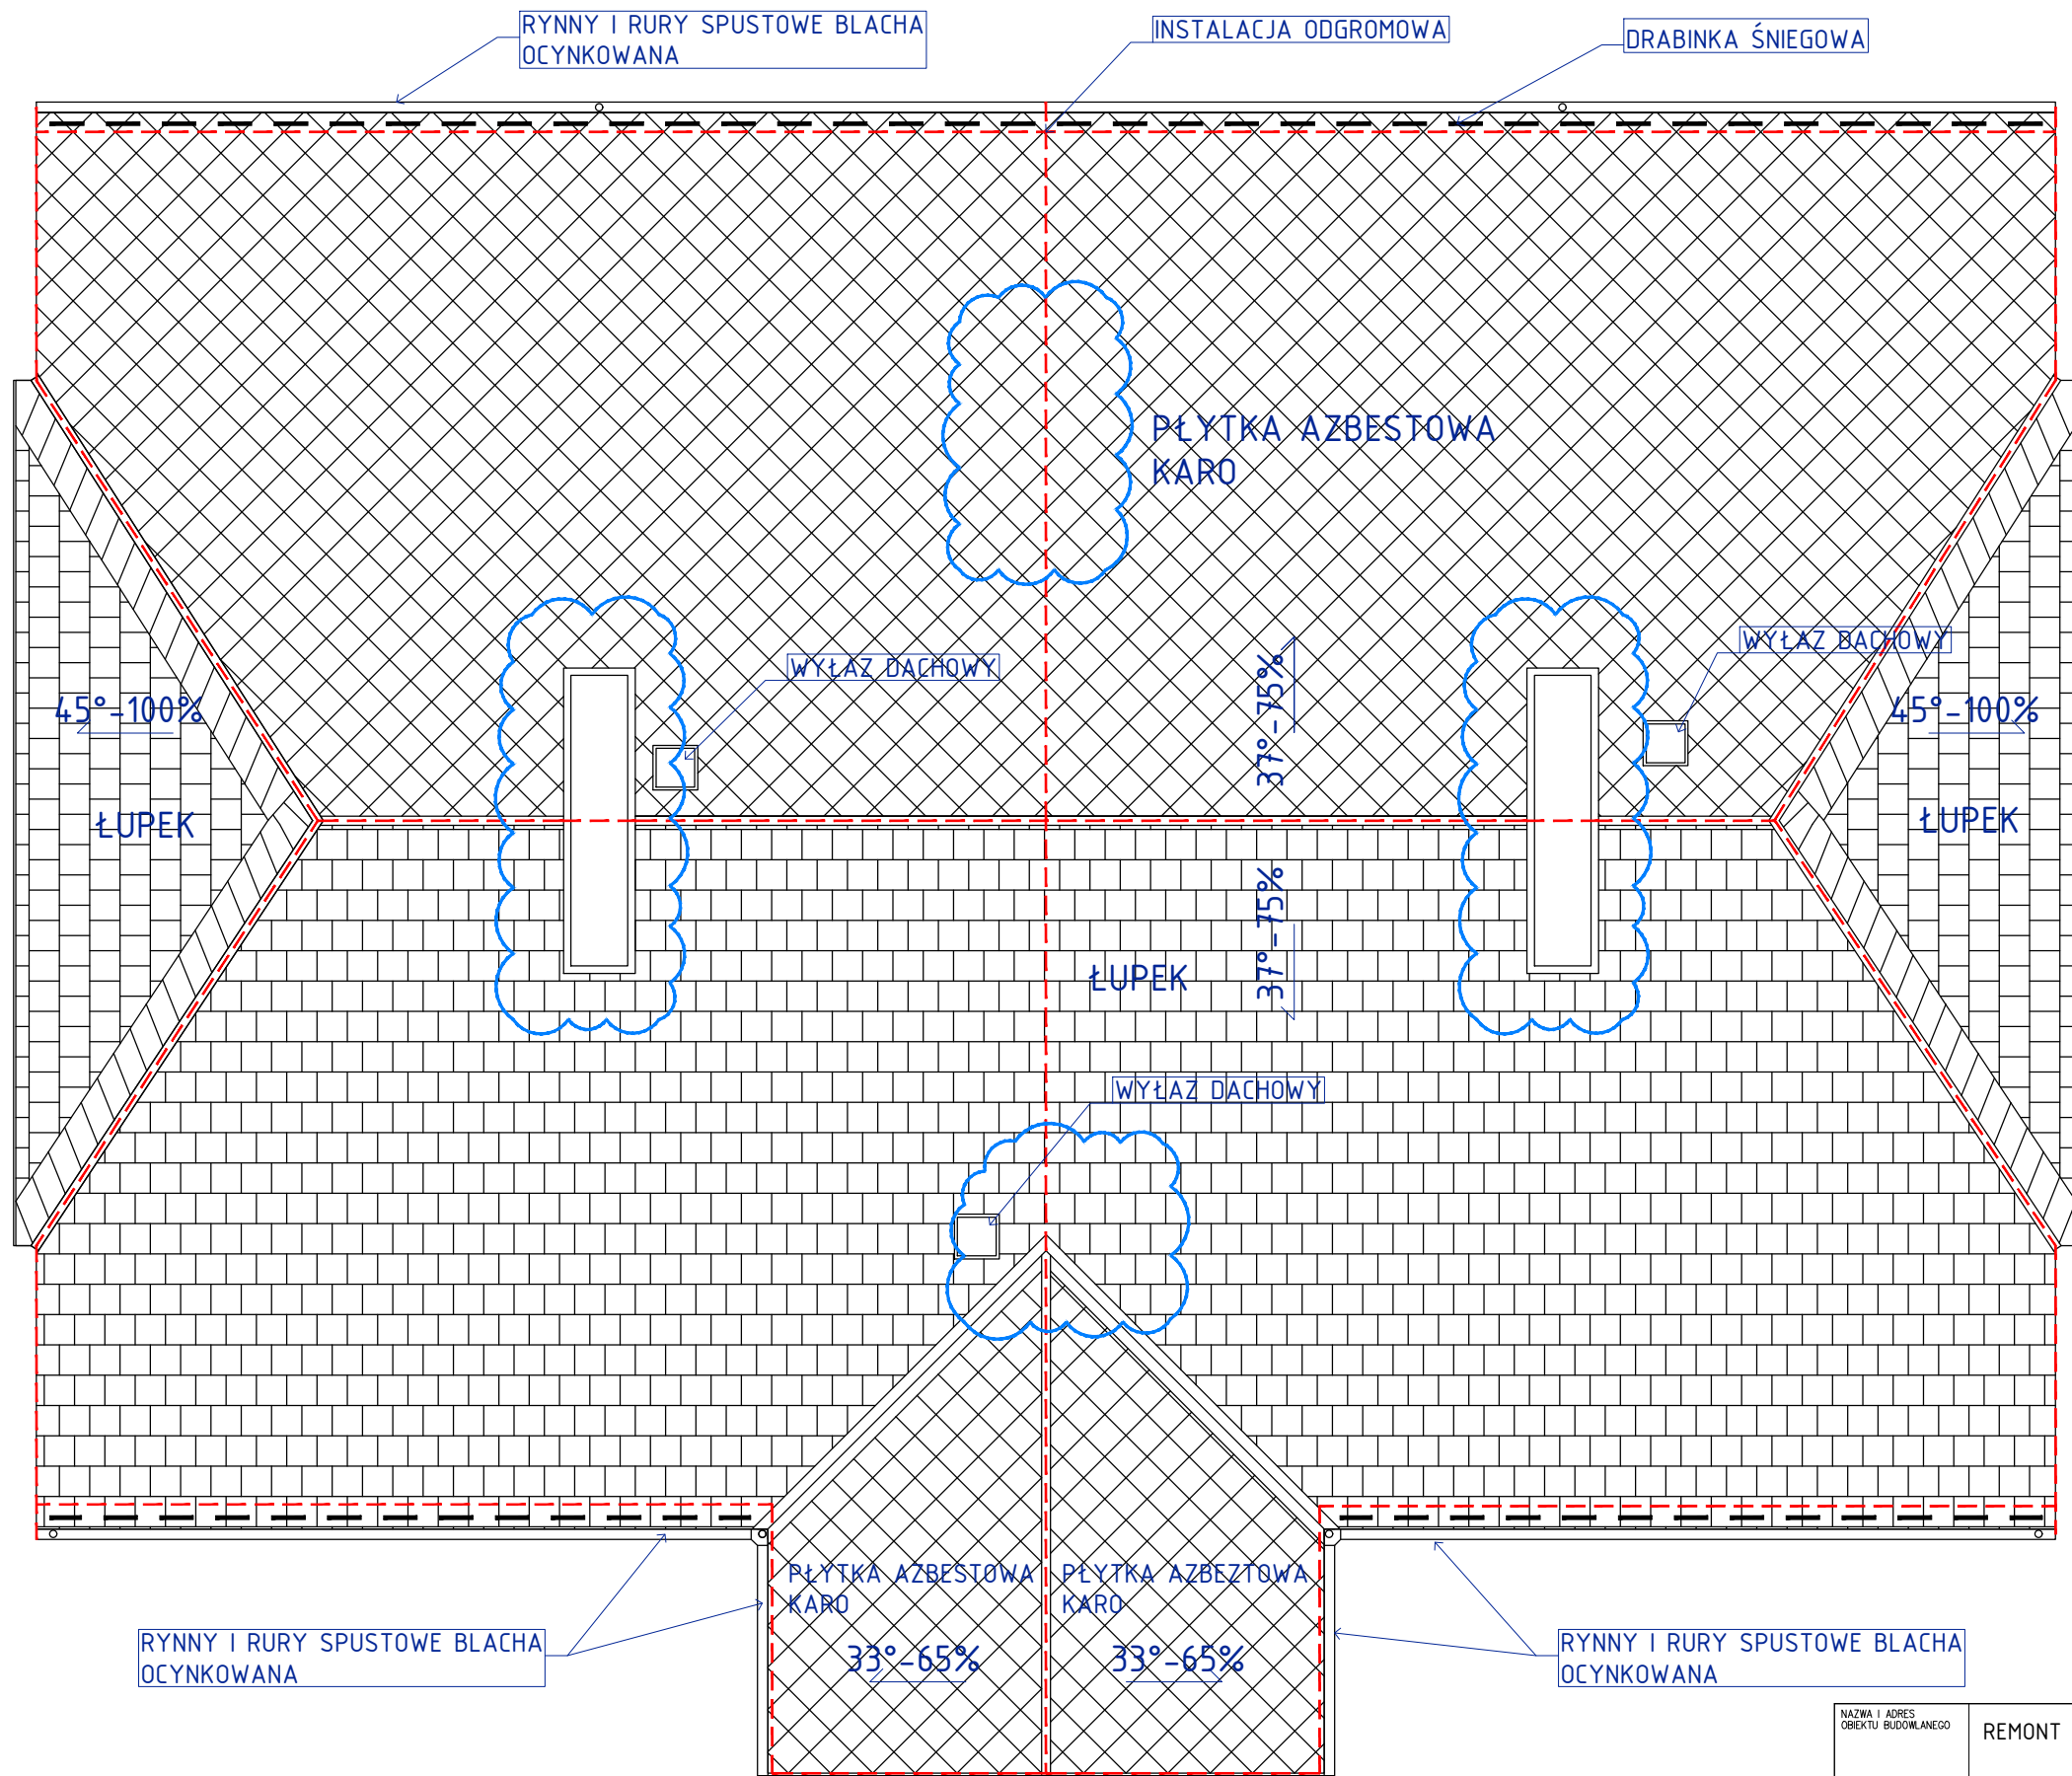 RYNNY I RURY SPUSTOWE BLACHA
OCYNKOWANA
INSTALACJA ODGROMOWA
DRABINKA ŚNIEGOWA
PŁYTKA AZBESTOWA
KARO
WYŁAZ DACHOWY
WYŁAZ DACHOWY
45°-100%
37°-75%
45°-100%
ŁUPEK
ŁUPEK
37°-75%
ŁUPEK
WYŁAZ DACHOWY
PŁYTKA AZBESTOWA
KARO
PŁYTKA AZBEZTOWA
KARO
33°-65%
33°-65%
RYNNY I RURY SPUSTOWE BLACHA
OCYNKOWANA
RYNNY I RURY SPUSTOWE BLACHA
OCYNKOWANA
NAZWA I ADRES
OBIEKTU BUDOWLANEGO
REMONT